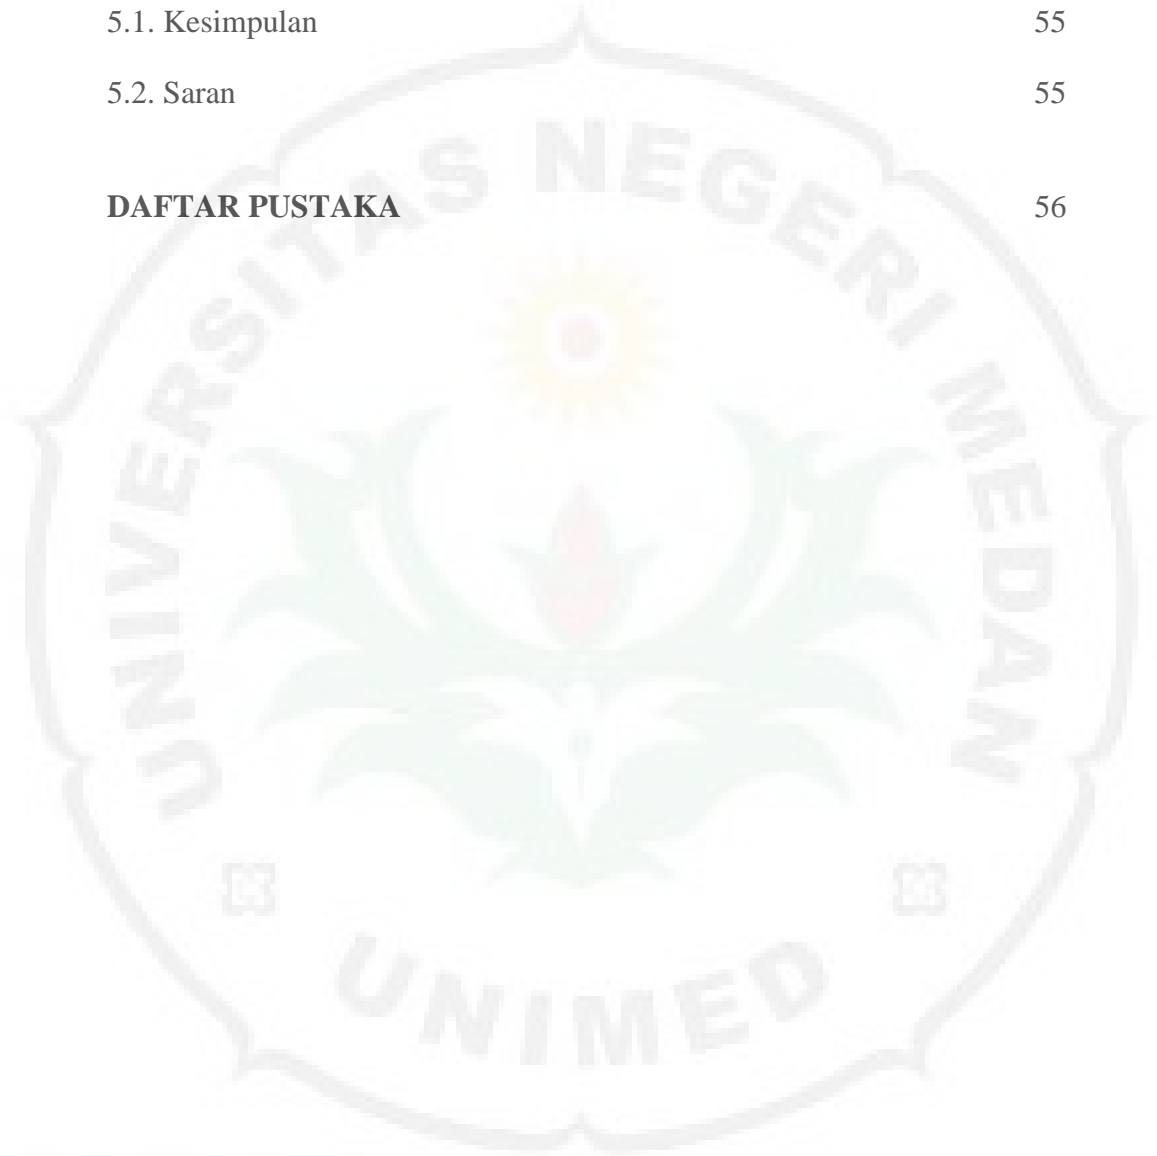 5.1. Kesimpulan 55
5.2. Saran 55
DAFTAR PUSTAKA 56
UNIVERSITAS NEGERI MEDAN
UNIMED